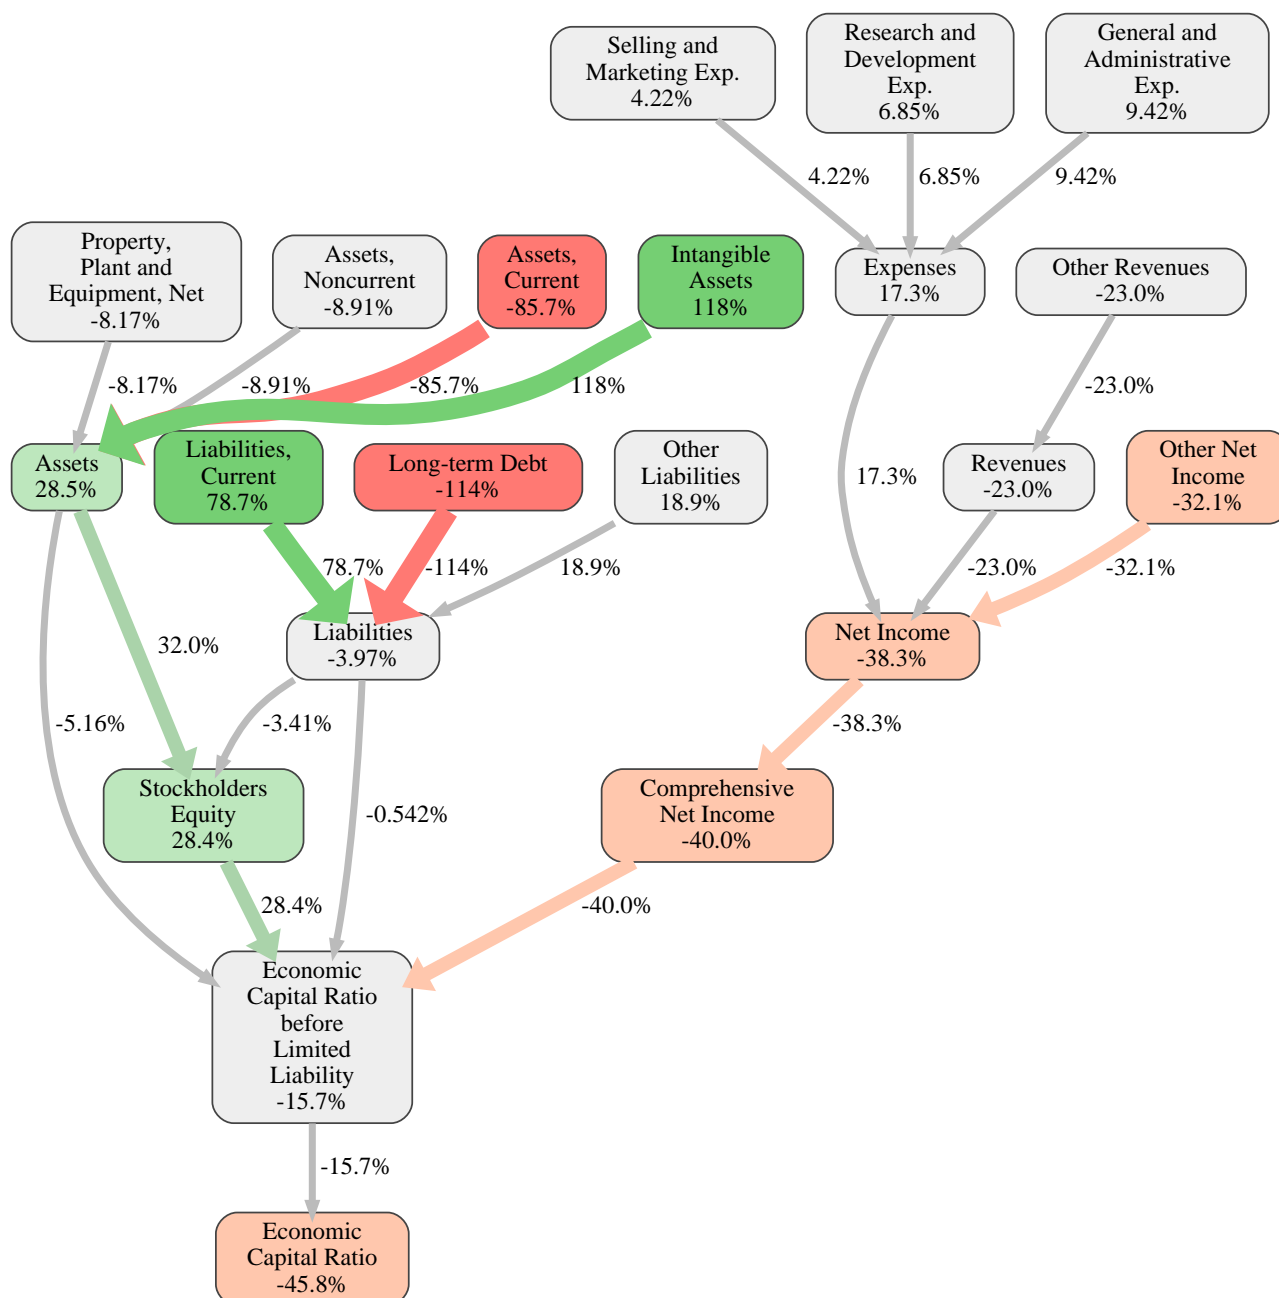 Selling and
Marketing Exp.
4.22%
Research and
Development
Exp.
6.85%
General and
Administrative
Exp.
9.42%
4.22%
6.85%
9.42%
Property,
Plant and
Equipment, Net
-8.17%
Assets,
Noncurrent
-8.91%
Assets,
Current
-85.7%
Intangible
Assets
118%
Expenses
17.3%
Other Revenues
-23.0%
-8.17%
-8.91%
-85.7%
118%
-23.0%
Assets
28.5%
Liabilities,
Current
78.7%
Long-term Debt
-114%
Other
Liabilities
18.9%
17.3%
Revenues
-23.0%
Other Net
Income
-32.1%
78.7%
-114%
18.9%
-23.0%
-32.1%
32.0%
Liabilities
-3.97%
Net Income
-38.3%
-5.16%
-3.41%
-38.3%
Stockholders
Equity
28.4%
-0.542%
Comprehensive
Net Income
-40.0%
28.4%
-40.0%
Economic
Capital Ratio
before
Limited
Liability
-15.7%
-15.7%
Economic
Capital Ratio
-45.8%